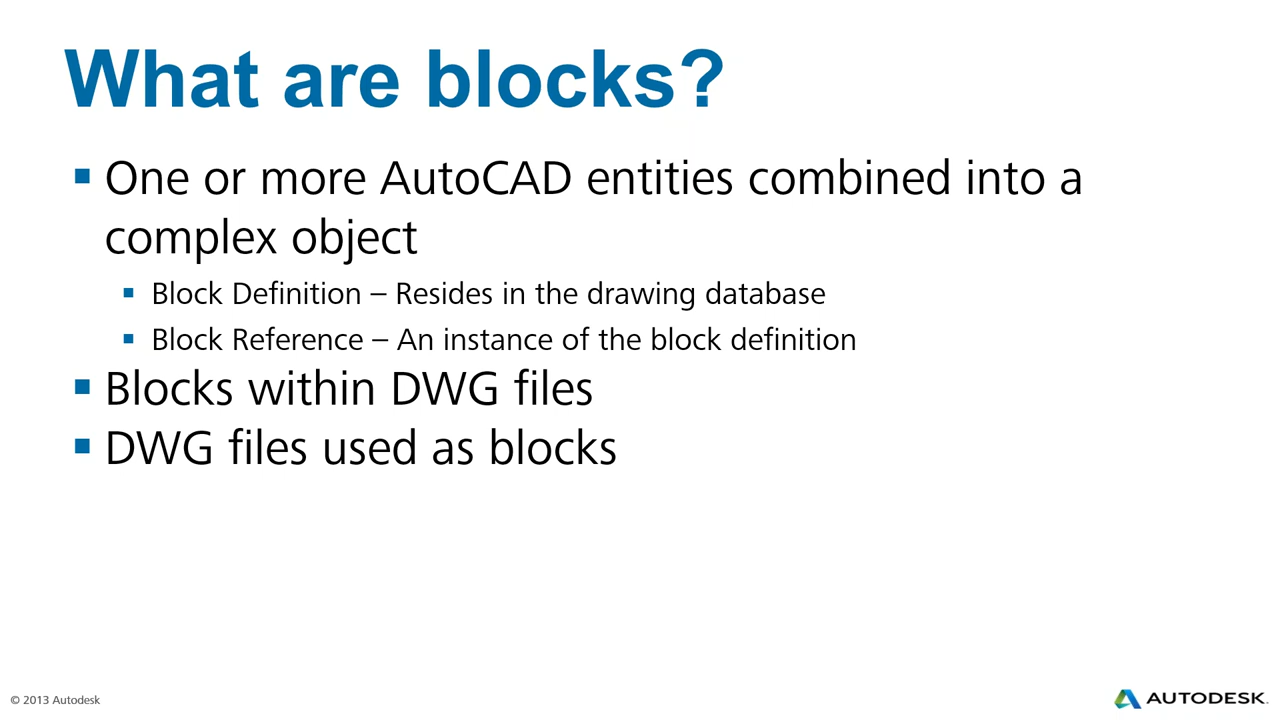 What are blocks?
▪ One or more AutoCAD entities combined into a
complex object
▪ Block Definition – Resides in the drawing database
▪ Block Reference – An instance of the block definition
▪ Blocks within DWG files
▪ DWG files used as blocks
© 2013 Autodesk
AUTODESK.